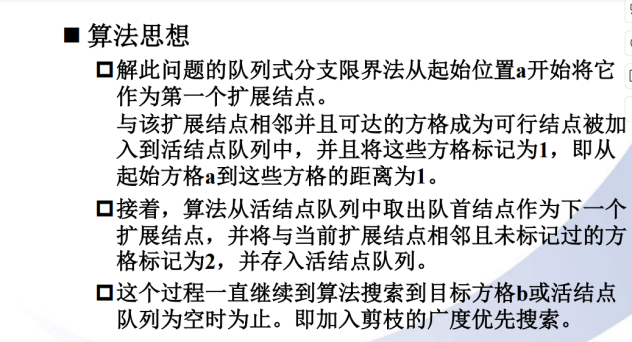 算法思想
解此问题的队列式分支限界法从起始位置a开始将它
作为第一个扩展结点。
与该扩展结点相邻并且可达的方格成为可行结点被加
入到活结点队列中，并且将这些方格标记为1，即从
起始方格a到这些方格的距离为1。
接着，算法从活结点队列中取出队首结点作为下一个
扩展结点，并将与当前扩展结点相邻且未标记过的方
格标记为2，并存入活结点队列。
这个过程一直继续到算法搜索到目标方格b或活结点
队列为空时为止。即加入剪枝的广度优先搜索。